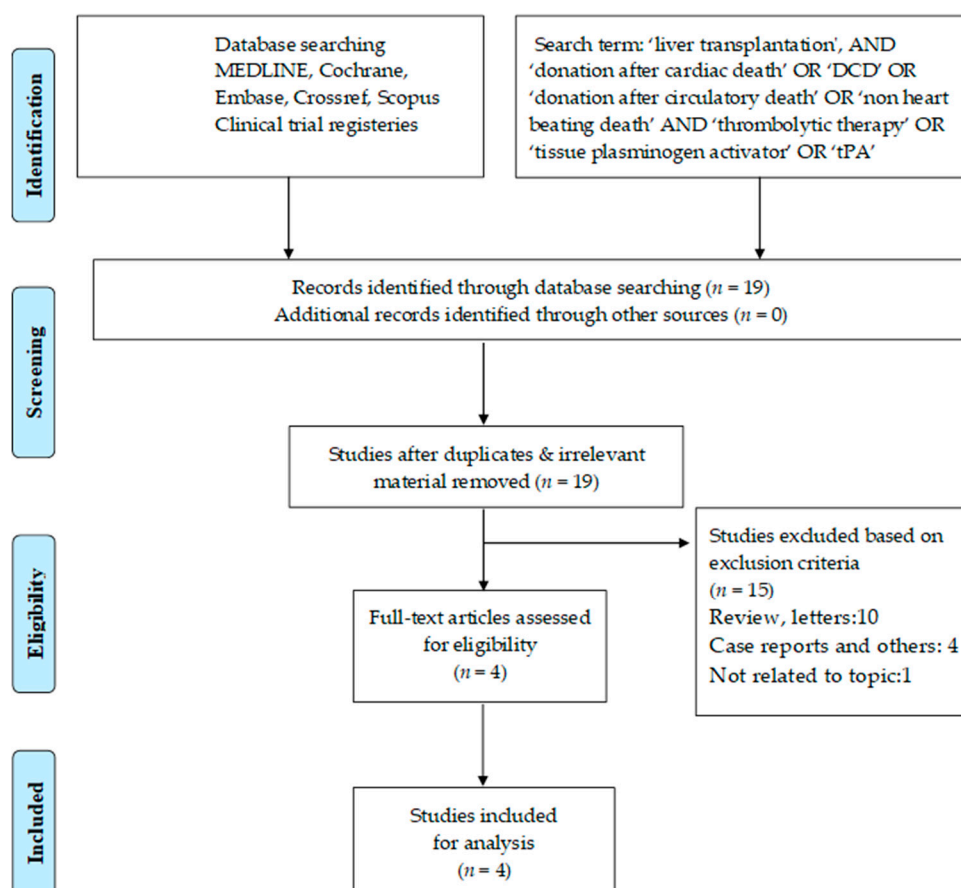 Identification
Database searching
MEDLINE, Cochrane,
Embase, Crossref, Scopus
Clinical trial registeries
Search term: ‘liver transplantation’, AND
‘donation after cardiac death’ OR ‘DCD’ OR
‘donation after circulatory death’ OR ‘non heart
beating death’ AND ‘thrombolytic therapy’ OR
‘tissue plasminogen activator’ OR ‘tPA’
Screening
Records identified through database searching (n = 19)
Additional records identified through other sources (n = 0)
Studies after duplicates & irrelevant
material removed (n = 19)
Eligibility
Full-text articles assessed
for eligibility
(n = 4)
Studies excluded based on
exclusion criteria
(n = 15)
Review, letters:10
Case reports and others: 4
Not related to topic:1
Included
Studies included
for analysis
(n = 4)